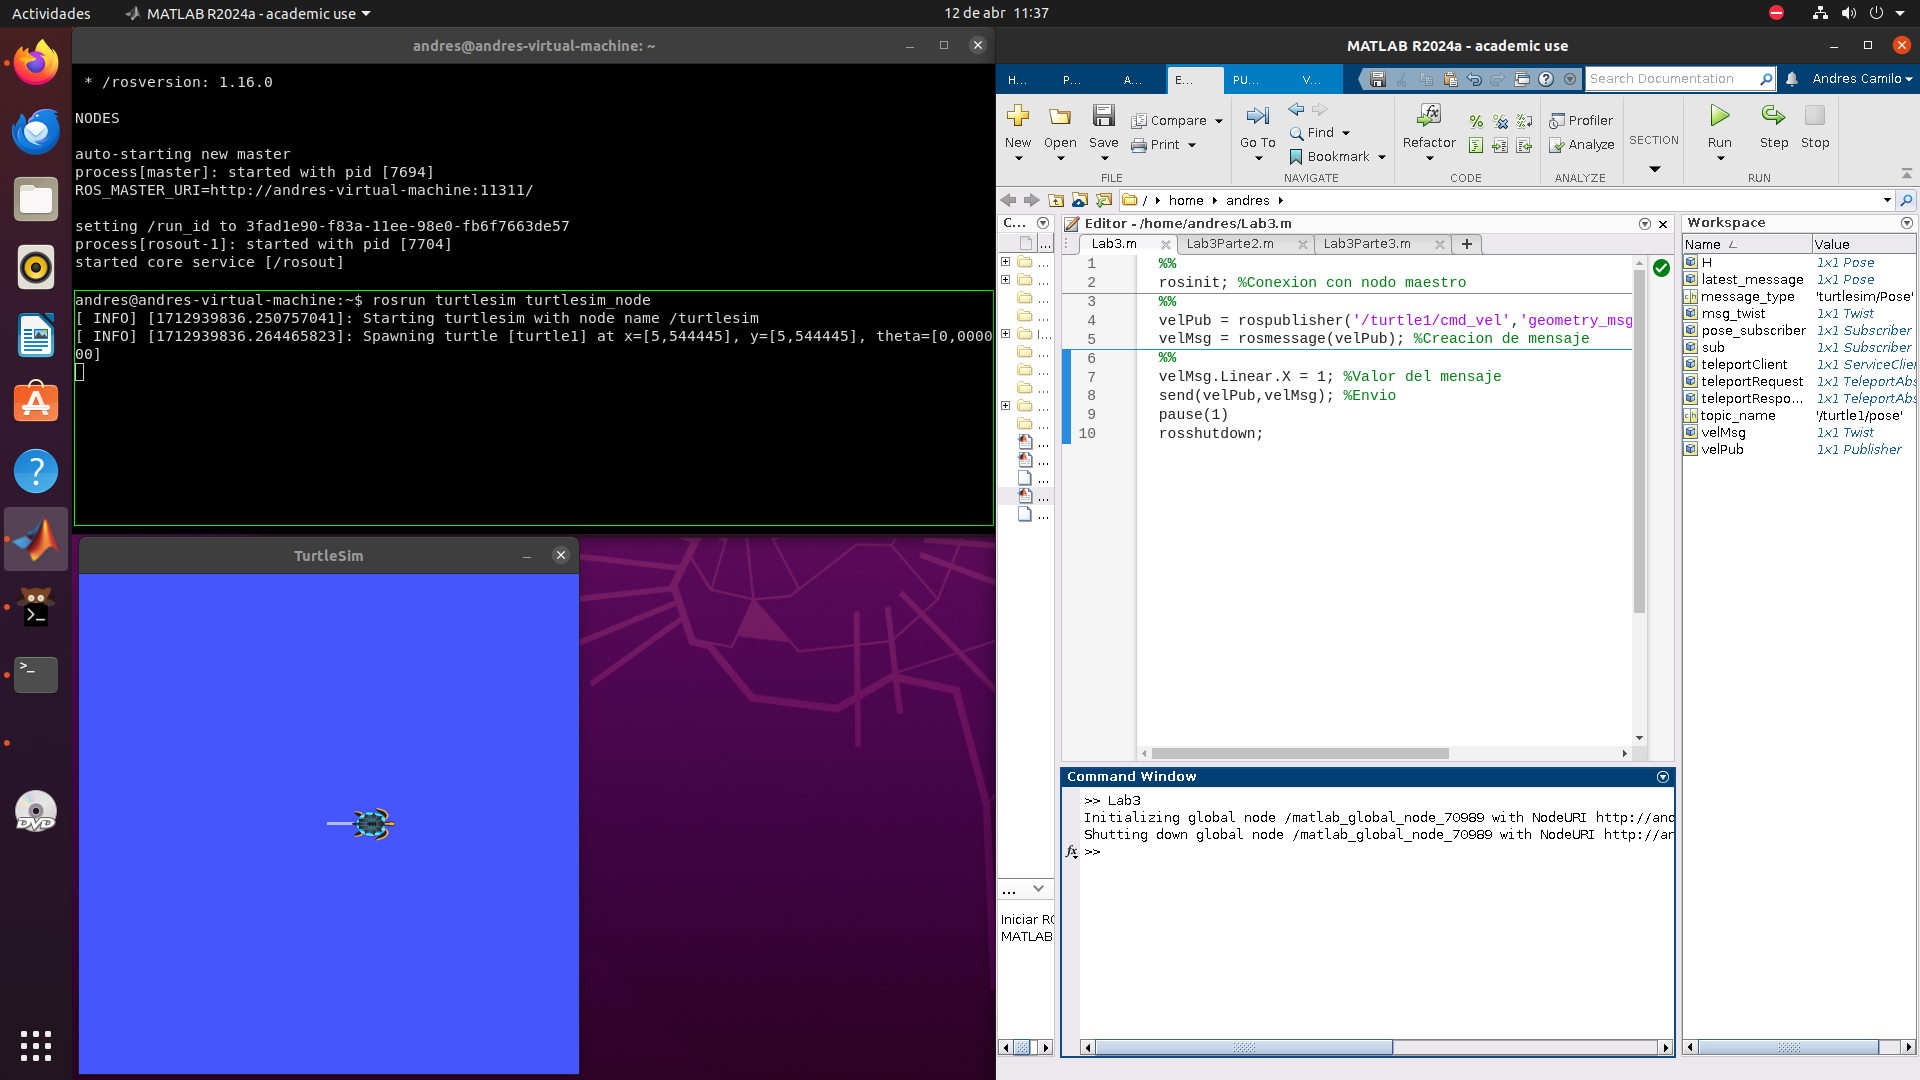 Actividades
MATLAB R2024a - academic use
12 de abr 11:37
andres@andres-virtual-machine: ~
* /rosversion: 1.16.0
NODES
auto-starting new master
process[master]: started with pid [7694]
ROS_MASTER_URI=http://andres-virtual-machine:11311/
setting /run_id to 3fad1e90-f83a-11ee-98e0-fb6f7663de57
process[rosout-1]: started with pid [7704]
started core service [/rosout]
andres@andres-virtual-machine:~$ rosrun turtlesim turtlesim_node
[ INFO] [1712939836.250757041]: Starting turtlesim with node name /turtlesim
[ INFO] [1712939836.264465823]: Spawning turtle [turtle1] at x=[5,544445], y=[5,544445], theta=[0,0000
00]
TurtleSim
MATLAB R2024a - academic use
H... P... A... E... PU... V...
Search Documentation
Andres Camilo
New Open Save Compare Print
Go To Find Bookmark
Refactor
Profiler Analyze
SECTION
Run Step Stop
FILE NAVIGATE CODE ANALYZE RUN
/ home andres
C...
Editor - /home/andres/Lab3.m
Lab3.m Lab3Parte2.m Lab3Parte3.m
1 %%
2 rosinit; %Conexion con nodo maestro
3 %%
4 velPub = rospublisher('/turtle1/cmd_vel','geometry_msg
5 velMsg = rosmessage(velPub); %Creacion de mensaje
6 %%
7 velMsg.Linear.X = 1; %Valor del mensaje
8 send(velPub,velMsg); %Envio
9 pause(1)
10 rosshutdown;
Command Window
>> Lab3
Initializing global node /matlab_global_node_70989 with NodeURI http://and
Shutting down global node /matlab_global_node_70989 with NodeURI http://an
>>
Iniciar RO
MATLAB
Workspace
Name Value
H 1x1 Pose
latest_message 1x1 Pose
message_type 'turtlesim/Pose'
msg_twist 1x1 Twist
pose_subscriber 1x1 Subscriber
sub 1x1 Subscriber
teleportClient 1x1 ServiceClie
teleportRequest 1x1 TeleportAbs
teleportRespo... 1x1 TeleportAbs
topic_name '/turtle1/pose'
velMsg 1x1 Twist
velPub 1x1 Publisher
DVD